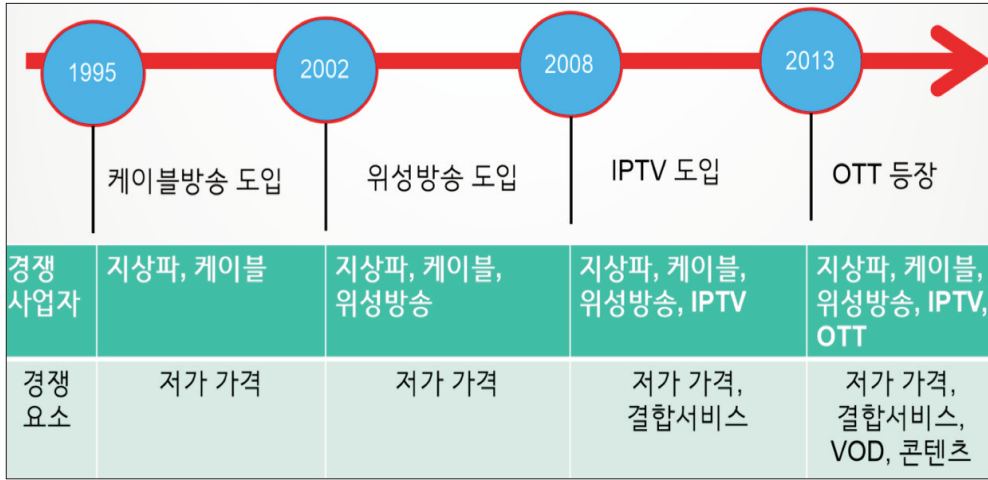 1995
2002
2008
2013
케이블방송 도입
위성방송 도입
IPTV 도입
OTT 등장
경쟁
사업자
지상파, 케이블
지상파, 케이블,
위성방송
지상파, 케이블,
위성방송, IPTV
지상파, 케이블,
위성방송, IPTV,
OTT
경쟁
요소
저가 가격
저가 가격
저가 가격,
결합서비스
저가 가격,
결합서비스,
VOD, 콘텐츠